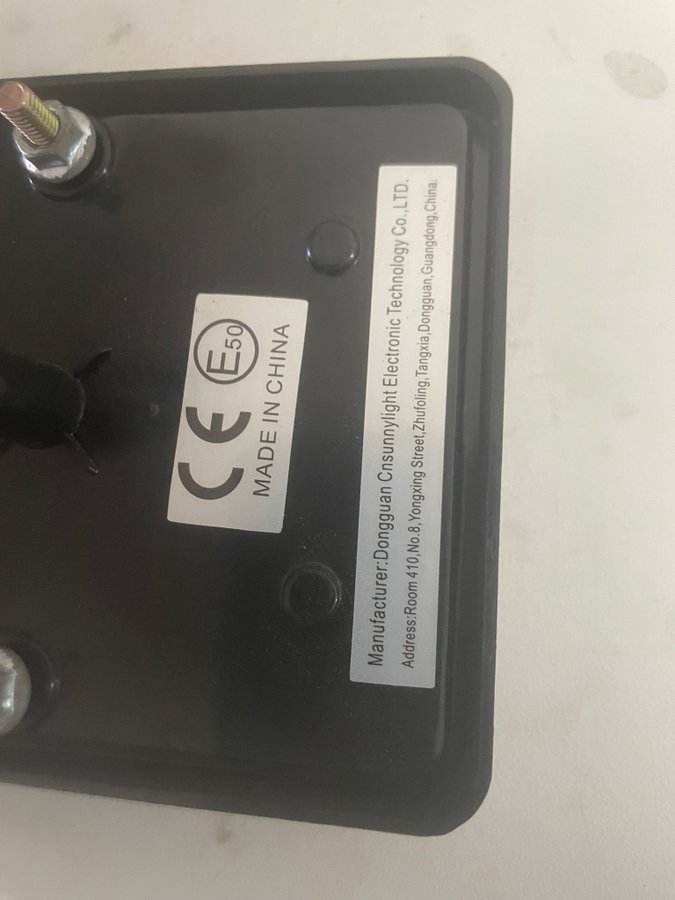 CE E50
MADE IN CHINA
Manufacturer:Dongguan Cnsunnylight Electronic Technology Co.,LTD.
Address:Room 410,No.8,Yongxing Street,Zhufoling,Tangxia,Dongguan,Guangdong,China.